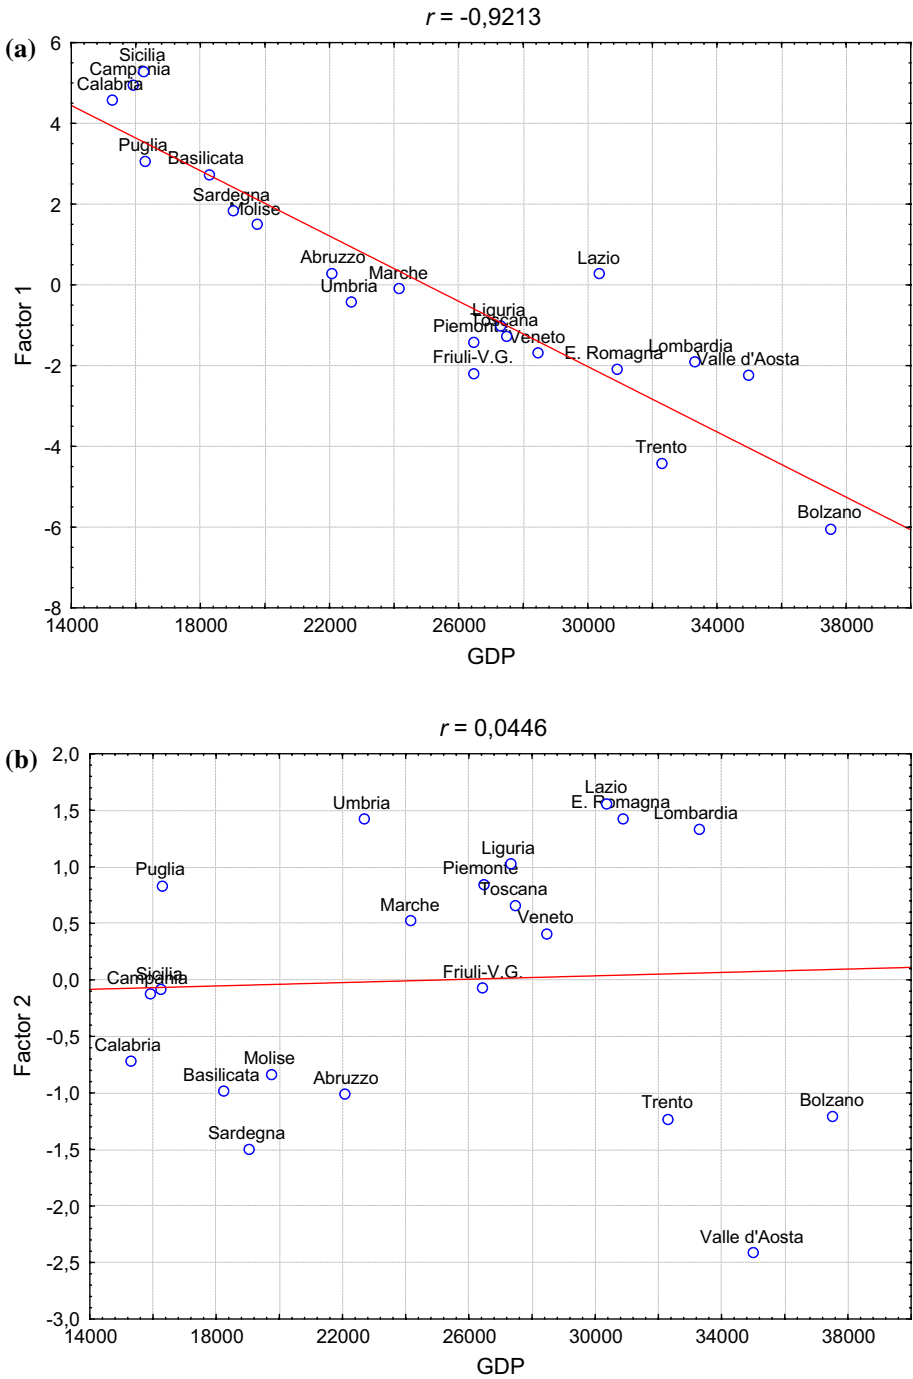 r = -0,9213
(a)
6
4
2
0
-2
-4
-6
-8
Factor 1
Sicilia
Campania
Calabria
Puglia
Basilicata
Sardegna
Molise
Abruzzo
Marche
Umbria
Lazio
Liguria
Toscana
Piemonte
Veneto
Friuli-V.G.
E. Romagna
Lombardia
Valle d'Aosta
Trento
Bolzano
14000 18000 22000 26000 30000 34000 38000
GDP
r = 0,0446
(b)
2,0
1,5
1,0
0,5
0,0
-0,5
-1,0
-1,5
-2,0
-2,5
-3,0
Factor 2
Lazio
E. Romagna
Lombardia
Umbria
Liguria
Piemonte
Toscana
Puglia
Marche
Veneto
Sicilia
Campania
Friuli-V.G.
Calabria
Molise
Basilicata
Abruzzo
Sardegna
Trento
Bolzano
Valle d'Aosta
14000 18000 22000 26000 30000 34000 38000
GDP